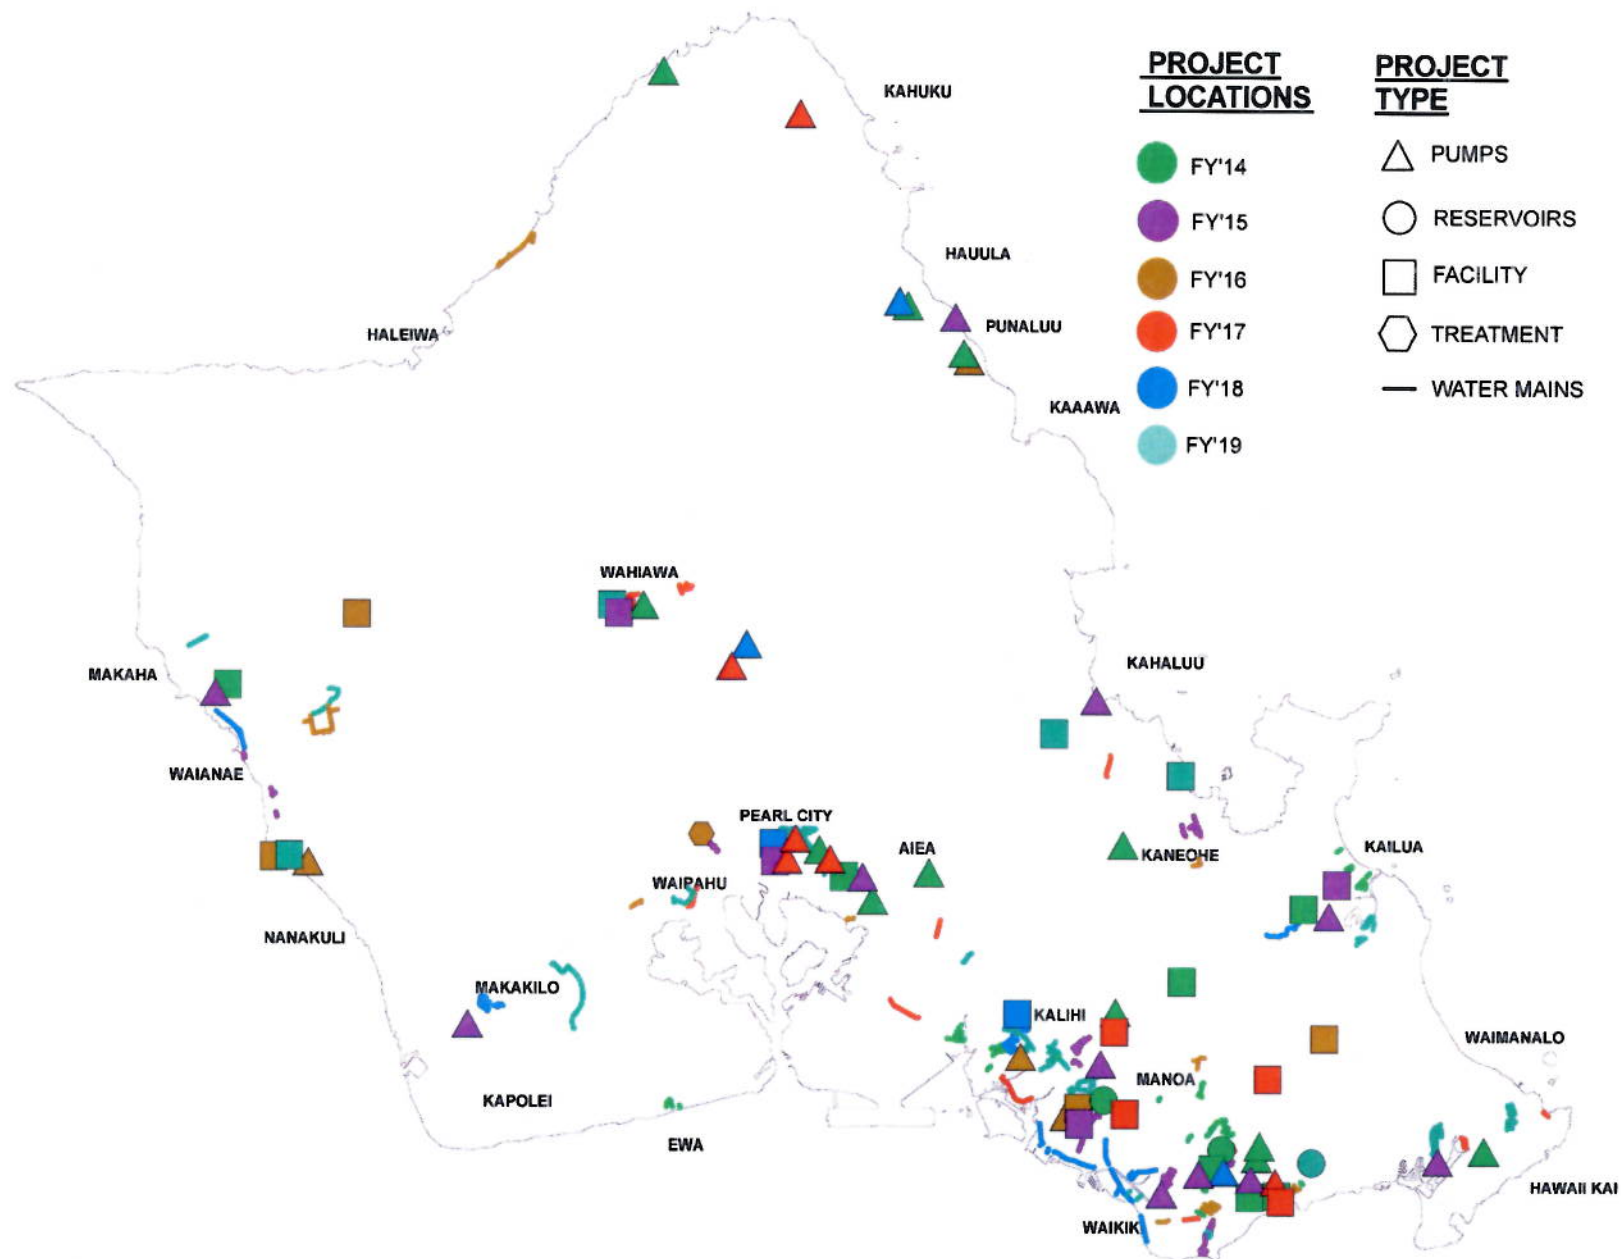 PROJECT
LOCATIONS
FY'14
FY'15
FY'16
FY'17
FY'18
FY'19
PROJECT
TYPE
PUMPS
RESERVOIRS
FACILITY
TREATMENT
WATER MAINS
KAHUKU
HAUULA
PUNALUU
HALEIWA
KAAAWA
WAHIAWA
KAHALUU
MAKAHA
WAIANAE
PEARL CITY
AIEA
KANEOHE
KAILUA
WAIPAHU
NANAKULI
MAKAKILO
KALIHI
WAIMANALO
MANOA
KAPOLEI
EWA
HAWAII KAI
WAIKIKI